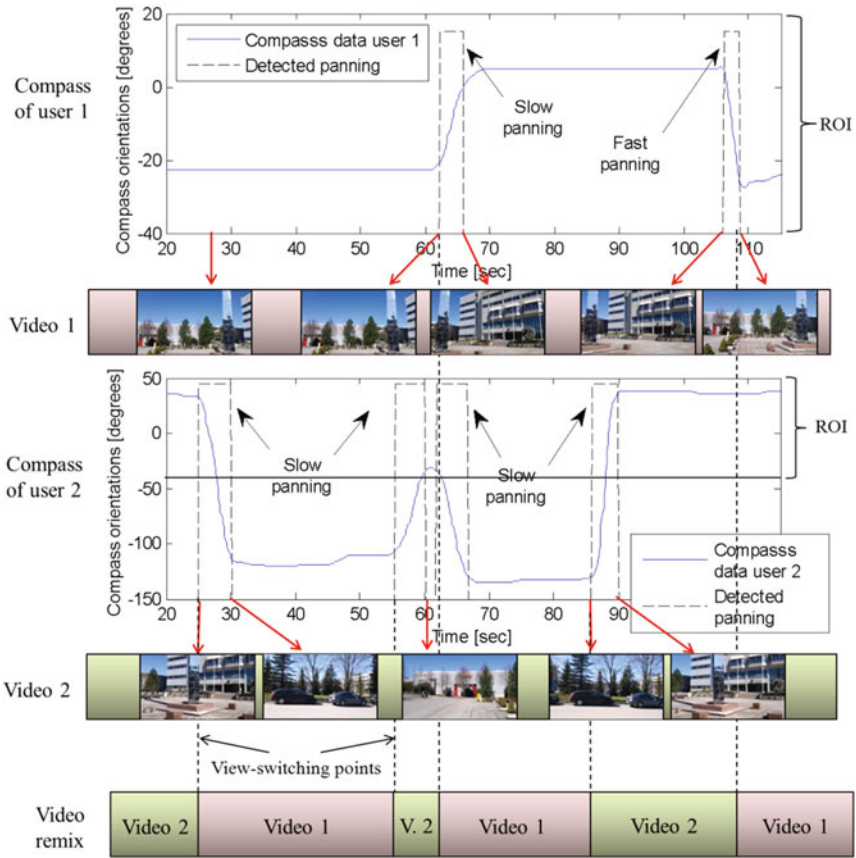 Compass
of user 1
Compass orientations [degrees]
20
0
-20
-40
Compasss data user 1
Detected panning
Slow
panning
Fast
panning
ROI
20 30 40 50 60 70 80 90 100 110
Time [sec]
Video 1
Compass
of user 2
Compass orientations [degrees]
50
0
-50
-100
-150
Slow
panning
Slow
panning
ROI
Compasss
data user 2
Detected
panning
20 30 40 50 60 70 80 90
Time [sec]
Video 2
View-switching points
Video
remix
Video 2 Video 1 V. 2 Video 1 Video 2 Video 1